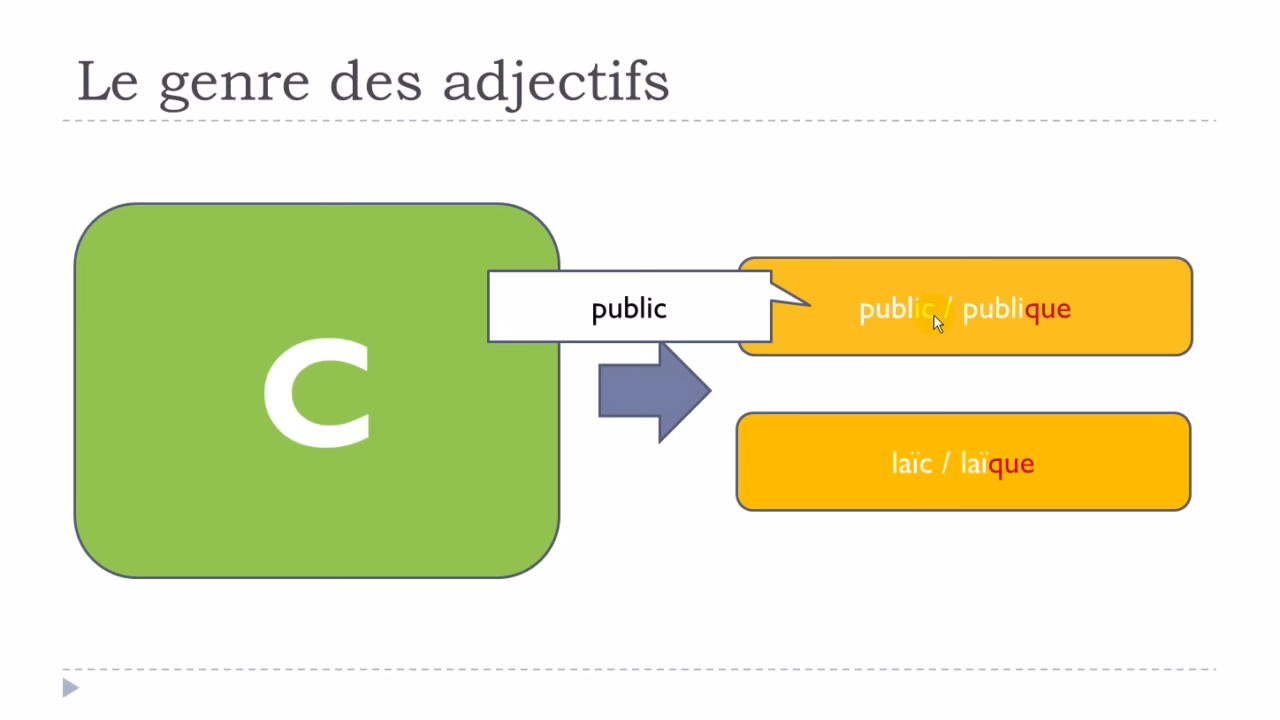 Le genre des adjectifs
C
public
public / publique
laïc / laïque